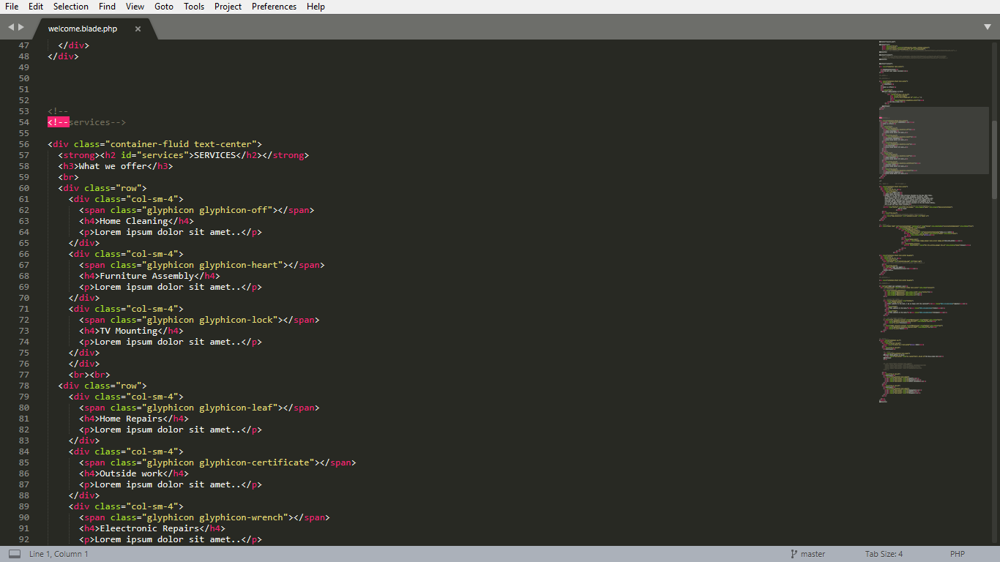 File Edit Selection Find View Goto Tools Project Preferences Help
welcome.blade.php
47 </div>
48 </div>
49
50
51
52
53 <!--
54 <!--services-->
55
56 <div class="container-fluid text-center">
57 <strong><h2 id="services">SERVICES</h2></strong>
58 <h3>What we offer</h3>
59 <br>
60 <div class="row">
61 <div class="col-sm-4">
62 <span class="glyphicon glyphicon-off"></span>
63 <h4>Home Cleaning</h4>
64 <p>Lorem ipsum dolor sit amet..</p>
65 </div>
66 <div class="col-sm-4">
67 <span class="glyphicon glyphicon-heart"></span>
68 <h4>Furniture Assembly</h4>
69 <p>Lorem ipsum dolor sit amet..</p>
70 </div>
71 <div class="col-sm-4">
72 <span class="glyphicon glyphicon-lock"></span>
73 <h4>TV Mounting</h4>
74 <p>Lorem ipsum dolor sit amet..</p>
75 </div>
76 </div>
77 <br><br>
78 <div class="row">
79 <div class="col-sm-4">
80 <span class="glyphicon glyphicon-leaf"></span>
81 <h4>Home Repairs</h4>
82 <p>Lorem ipsum dolor sit amet..</p>
83 </div>
84 <div class="col-sm-4">
85 <span class="glyphicon glyphicon-certificate"></span>
86 <h4>Outside work</h4>
87 <p>Lorem ipsum dolor sit amet..</p>
88 </div>
89 <div class="col-sm-4">
90 <span class="glyphicon glyphicon-wrench"></span>
91 <h4>Eleectronic Repairs</h4>
92 <p>Lorem ipsum dolor sit amet..</p>
Line 1, Column 1 master Tab Size: 4 PHP